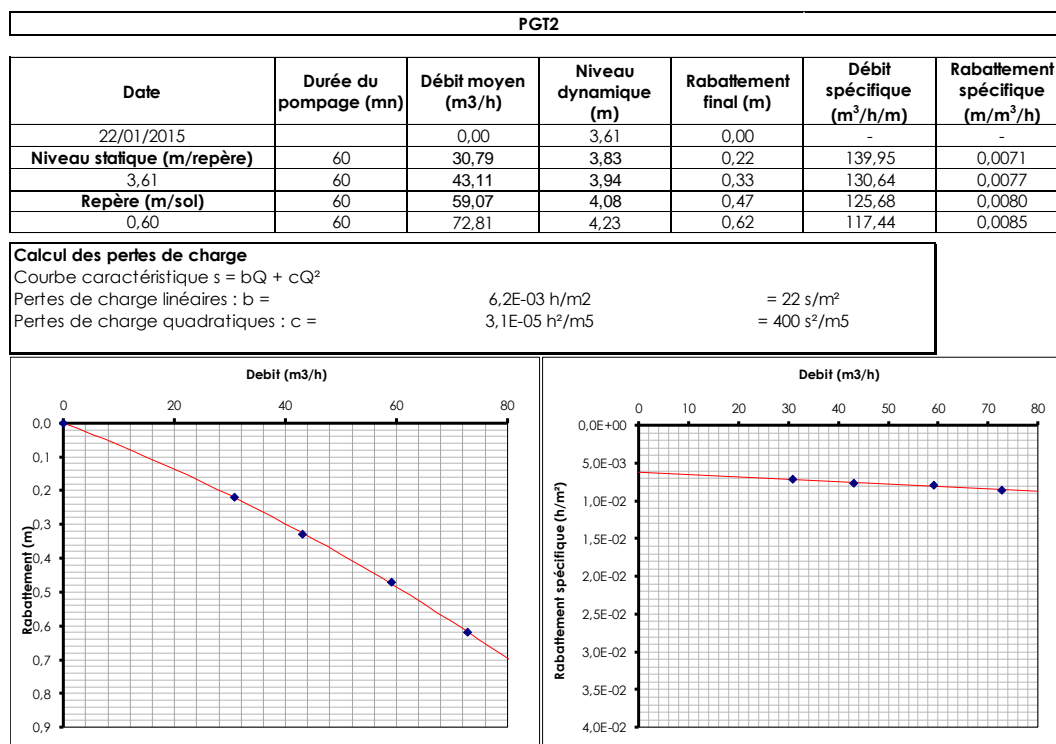 PGT2
Date Durée du pompage (mn) Débit moyen (m3/h) Niveau dynamique (m) Rabattement final (m) Débit spécifique (m³/h/m) Rabattement spécifique (m/m³/h)
22/01/2015 0,00 3,61 0,00 - -
Niveau statique (m/repère) 60 30,79 3,83 0,22 139,95 0,0071
3,61 60 43,11 3,94 0,33 130,64 0,0077
Repère (m/sol) 60 59,07 4,08 0,47 125,68 0,0080
0,60 60 72,81 4,23 0,62 117,44 0,0085
Calcul des pertes de charge
Courbe caractéristique s = bQ + cQ²
Pertes de charge linéaires : b = 6,2E-03 h/m2 = 22 s/m²
Pertes de charge quadratiques : c = 3,1E-05 h²/m5 = 400 s²/m5
Debit (m3/h)
0 20 40 60 80
0,0
0,1
0,2
0,3
0,4
0,5
0,6
0,7
0,8
0,9
Rabattement (m)
Debit (m3/h)
0 10 20 30 40 50 60 70 80
0,0E+00
5,0E-03
1,0E-02
1,5E-02
2,0E-02
2,5E-02
3,0E-02
3,5E-02
4,0E-02
Rabattement spécifique (h/m²)